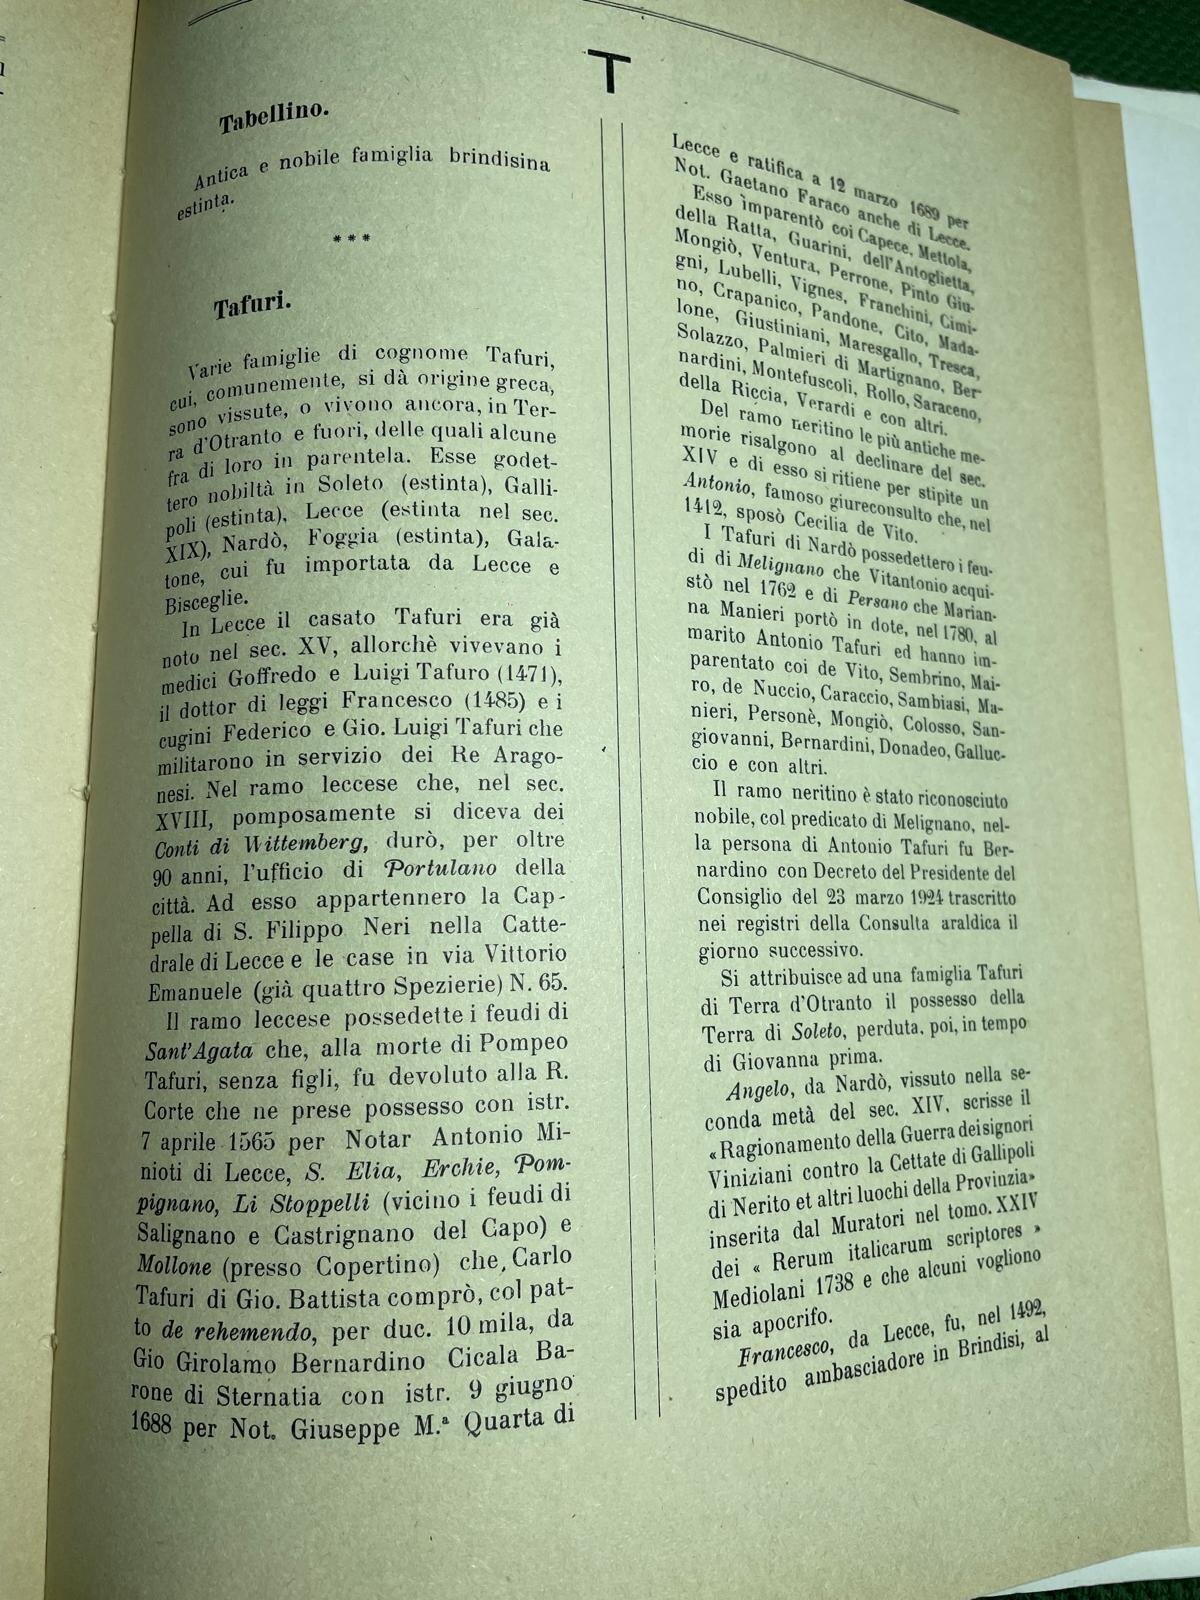 T
Tabellino.
Antica e nobile famiglia brindisina
estinta.
***
Tafuri.
Varie famiglie di cognome Tafuri,
cui, comunemente, si dà origine greca,
sono vissute, o vivono ancora, in Ter-
ra d'Otranto e fuori, delle quali alcune
fra di loro in parentela. Esse godet-
tero nobiltà in Soleto (estinta), Galli-
poli (estinta), Lecce (estinta nel sec.
XIX), Nardò, Foggia (estinta), Gala-
tone, cui fu importata da Lecce e
Bisceglie.
In Lecce il casato Tafuri era già
noto nel sec. XV, allorchè vivevano i
medici Goffredo e Luigi Tafuro (1471),
il dottor di leggi Francesco (1485) e i
cugini Federico e Gio. Luigi Tafuri che
militarono in servizio dei Re Arago-
nesi. Nel ramo leccese che, nel sec.
XVIII, pomposamente si diceva dei
Conti di Wittemberg, durò, per oltre
90 anni, l'ufficio di Portulano della
città. Ad esso appartennero la Cap-
pella di S. Filippo Neri nella Catte-
drale di Lecce e le case in via Vittorio
Emanuele (già quattro Spezierie) N. 65.
Il ramo leccese possedette i feudi di
Sant'Agata che, alla morte di Pompeo
Tafuri, senza figli, fu devoluto alla R.
Corte che ne prese possesso con istr.
7 aprile 1565 per Notar Antonio Mi-
nioti di Lecce, S. Elia, Erchie, Pom-
pignano, Li Stoppelli (vicino i feudi di
Salignano e Castrignano del Capo) e
Mollone (presso Copertino) che, Carlo
Tafuri di Gio. Battista comprò, col pat-
to de rehemendo, per duc. 10 mila, da
Gio Girolamo Bernardino Cicala Ba-
rone di Sternatia con istr. 9 giugno
1688 per Not. Giuseppe M.ª Quarta di
Lecce e ratifica a 12 marzo 1689 per
Not. Gaetano Faraco anche di Lecce.
Esso imparentò coi Capece, Mettola,
della Ratta, Guarini, dell'Antoglietta,
Mongiò, Ventura, Perrone, Pinto Giu-
gni, Lubelli, Vignes, Franchini, Cimi-
no, Crapanico, Pandone, Cito, Mada-
lone, Giustiniani, Maresgallo, Tresca,
Solazzo, Palmieri di Martignano, Ber-
nardini, Montefuscoli, Rollo, Saraceno,
della Riccia, Verardi e con altri.
Del ramo neritino le più antiche me-
morie risalgono al declinare del sec.
XIV e di esso si ritiene per stipite un
Antonio, famoso giureconsulto che, nel
1412, sposò Cecilia de Vito.
I Tafuri di Nardò possedettero i feu-
di di Melignano che Vitantonio acqui-
stò nel 1762 e di Persano che Marian-
na Manieri portò in dote, nel 1780, al
marito Antonio Tafuri ed hanno im-
parentato coi de Vito, Sembrino, Mai-
ro, de Nuccio, Caraccio, Sambiasi, Ma-
nieri, Personè, Mongiò, Colosso, San-
giovanni, Bernardini, Donadeo, Galluc-
cio e con altri.
Il ramo neritino è stato riconosciuto
nobile, col predicato di Melignano, nel-
la persona di Antonio Tafuri fu Ber-
nardino con Decreto del Presidente del
Consiglio del 23 marzo 1924 trascritto
nei registri della Consulta araldica il
giorno successivo.
Si attribuisce ad una famiglia Tafuri
di Terra d'Otranto il possesso della
Terra di Soleto, perduta, poi, in tempo
di Giovanna prima.
Angelo, da Nardò, vissuto nella se-
conda metà del sec. XIV, scrisse il
«Ragionamento della Guerra dei signori
Viniziani contro la Cettate di Gallipoli
di Nerito et altri luochi della Provinzia»
inserita dal Muratori nel tomo. XXIV
dei « Rerum italicarum scriptores »
Mediolani 1738 e che alcuni vogliono
sia apocrifo.
Francesco, da Lecce, fu, nel 1492,
spedito ambasciadore in Brindisi, al